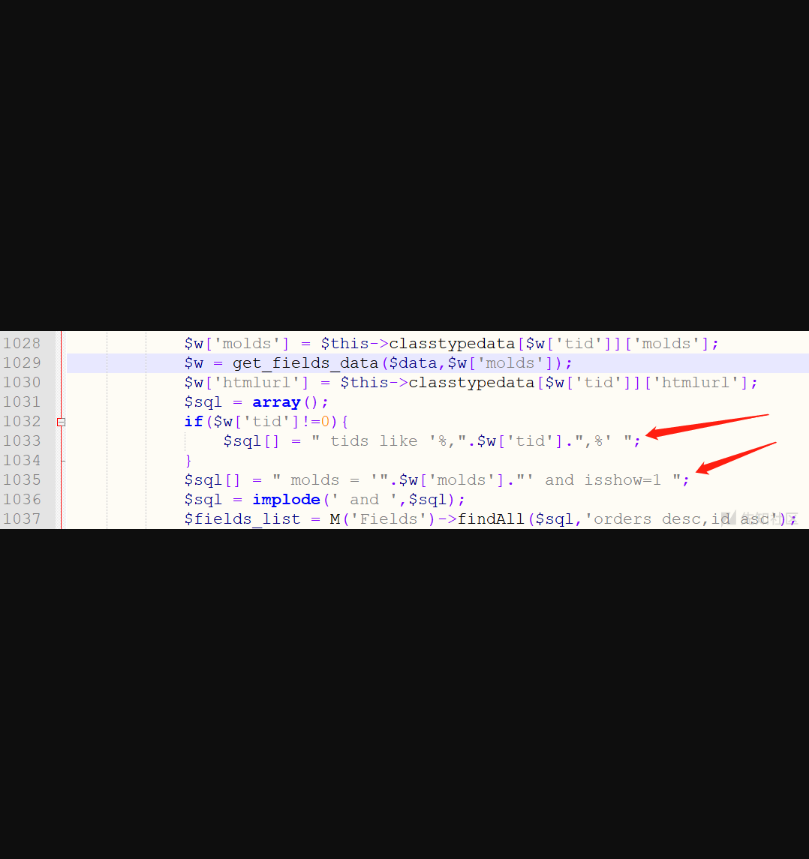 1028 $w['molds'] = $this->classtypedata[$w['tid']]['molds'];
1029 $w = get_fields_data($data,$w['molds']);
1030 $w['htmlurl'] = $this->classtypedata[$w['tid']]['htmlurl'];
1031 $sql = array();
1032 if($w['tid']!=0){
1033 $sql[] = " tids like '%,".$w['tid'].",%' ";
1034 }
1035 $sql[] = " molds = '".$w['molds']."' and isshow=1 ";
1036 $sql = implode(' and ',$sql);
1037 $fields_list = M('Fields')->findAll($sql,'orders desc,id asc');